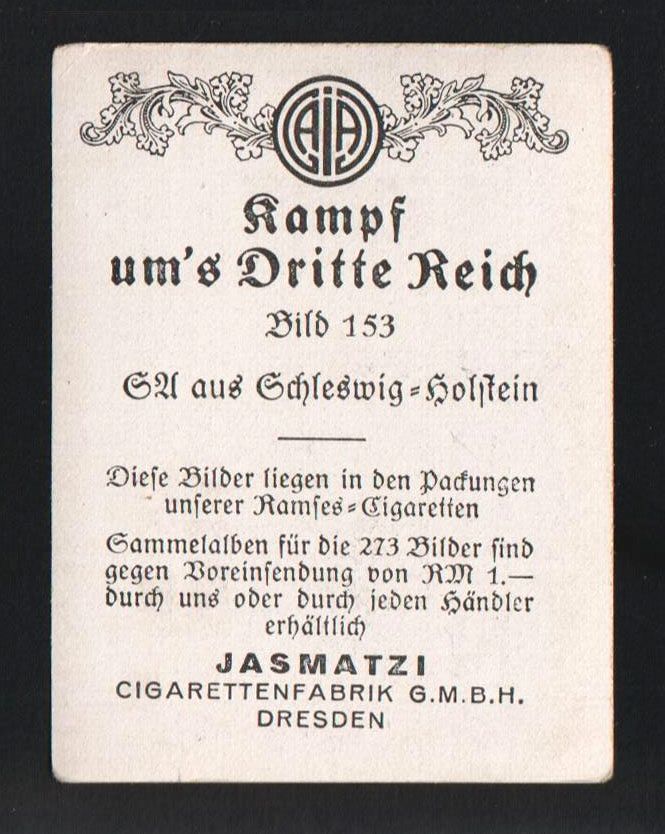 AJA
Kampf
um's Dritte Reich
Bild 153
SA aus Schleswig-Holstein
Diese Bilder liegen in den Packungen
unserer Ramses-Cigaretten
Sammelalben für die 273 Bilder sind
gegen Voreinsendung von RM 1.—
durch uns oder durch jeden Händler
erhältlich
JASMATZI
CIGARETTENFABRIK G.M.B.H.
DRESDEN